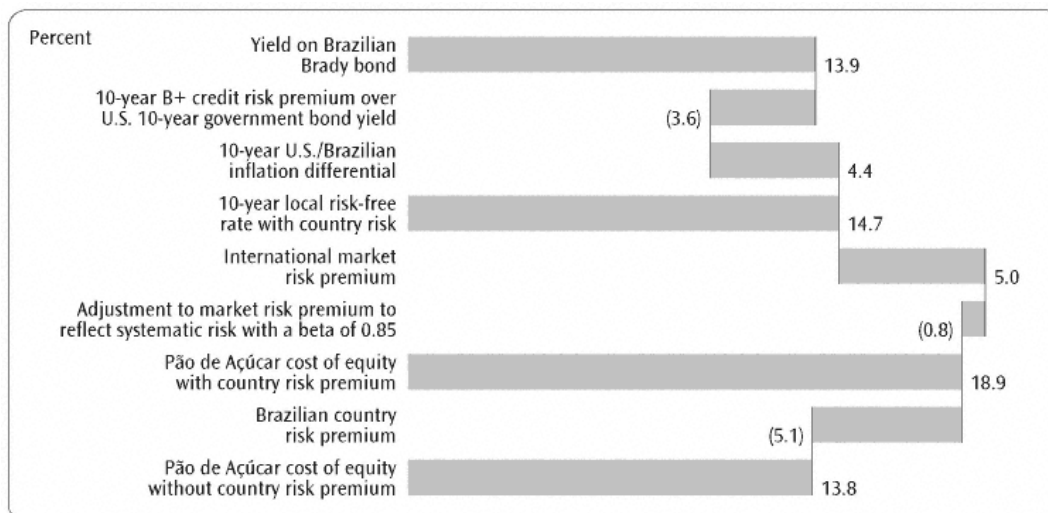 Percent
Yield on Brazilian
Brady bond
13.9
10-year B+ credit risk premium over
U.S. 10-year government bond yield
(3.6)
10-year U.S./Brazilian
inflation differential
4.4
10-year local risk-free
rate with country risk
14.7
International market
risk premium
5.0
Adjustment to market risk premium to
reflect systematic risk with a beta of 0.85
(0.8)
Pão de Açúcar cost of equity
with country risk premium
18.9
Brazilian country
risk premium
(5.1)
Pão de Açúcar cost of equity
without country risk premium
13.8